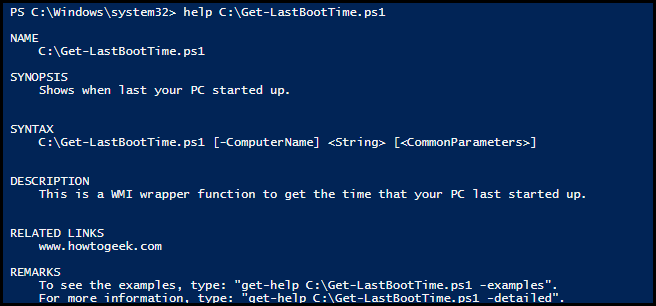 PS C:\Windows\system32> help C:\Get-LastBootTime.ps1
NAME
C:\Get-LastBootTime.ps1
SYNOPSIS
Shows when last your PC started up.
SYNTAX
C:\Get-LastBootTime.ps1 [-ComputerName] <String> [<CommonParameters>]
DESCRIPTION
This is a WMI wrapper function to get the time that your PC last started up.
RELATED LINKS
www.howtogeek.com
REMARKS
To see the examples, type: "get-help C:\Get-LastBootTime.ps1 -examples".
For more information, type: "get-help C:\Get-LastBootTime.ps1 -detailed".